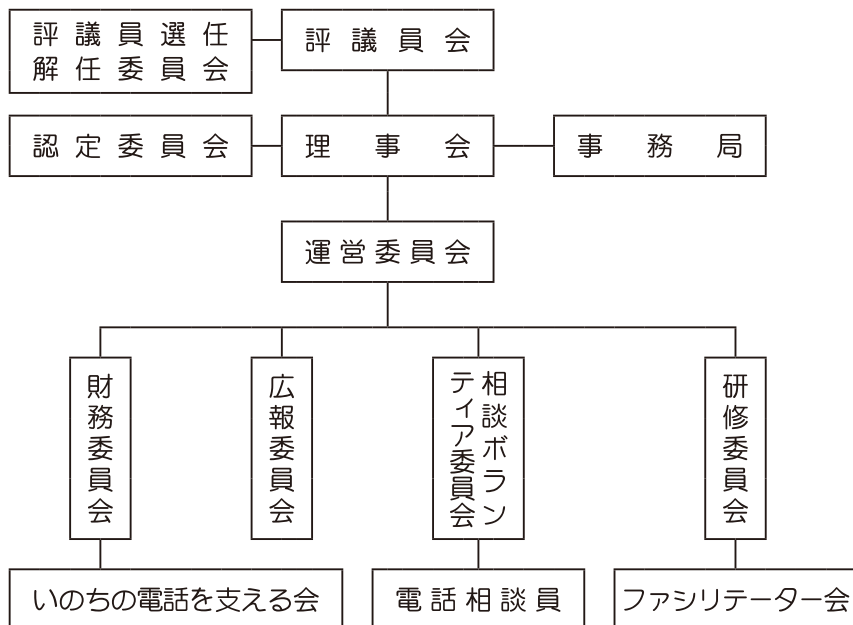 評議員選任
解任委員会
評議員会
認定委員会
理事会
事務局
運営委員会
財務委員会
広報委員会
相談ボラン
ティア委員会
研修委員会
いのちの電話を支える会
電話相談員
ファシリテーター会